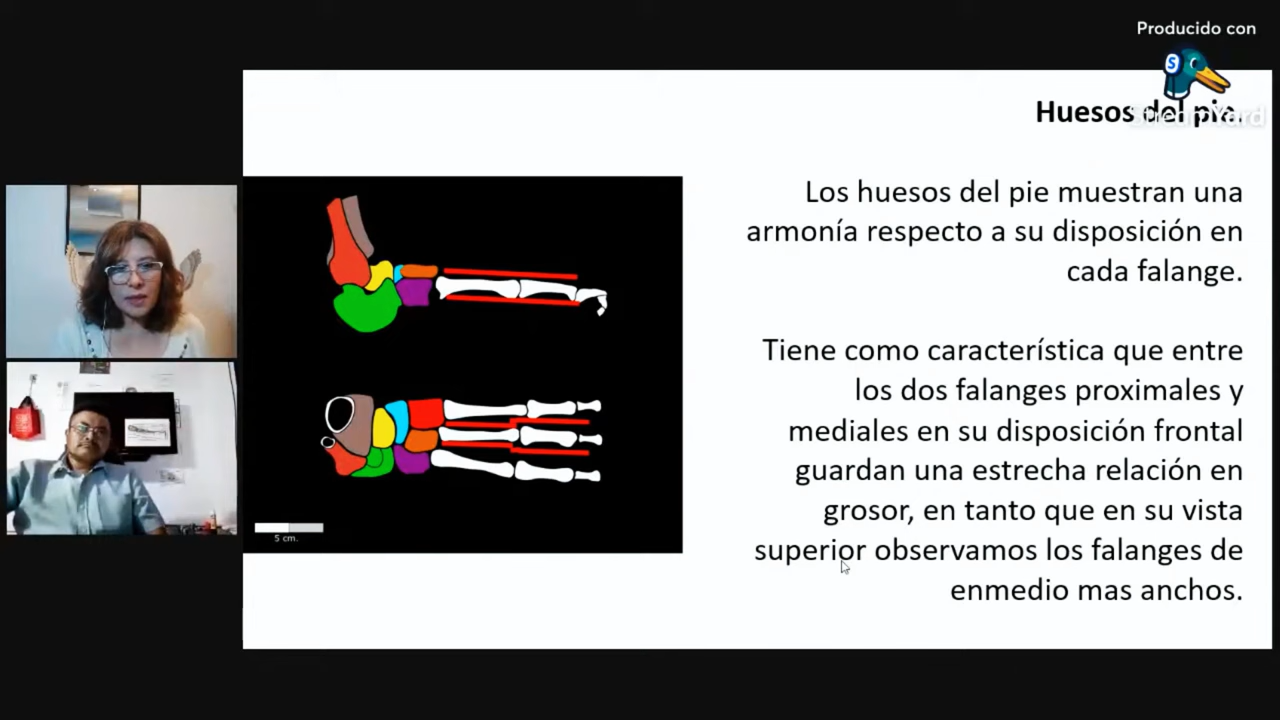 Producido con
StreamYard
Huesos del pie.
Los huesos del pie muestran una
armonía respecto a su disposición en
cada falange.
Tiene como característica que entre
los dos falanges proximales y
mediales en su disposición frontal
guardan una estrecha relación en
grosor, en tanto que en su vista
superior observamos los falanges de
enmedio mas anchos.
5 cm.